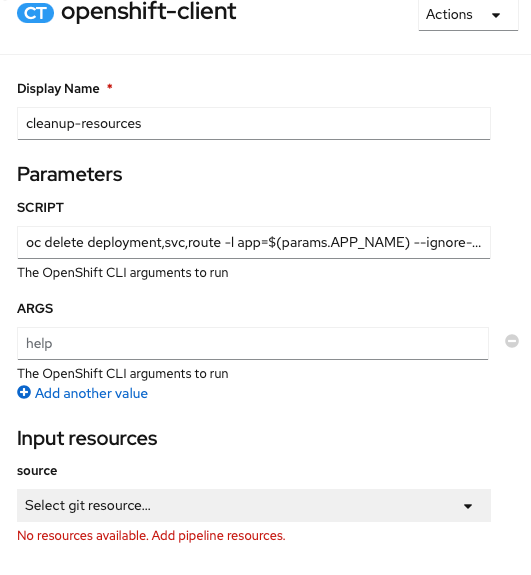 CT openshift-client
Actions
Display Name *
cleanup-resources
Parameters
SCRIPT
oc delete deployment,svc,route -l app=$(params.APP_NAME) --ignore-...
The OpenShift CLI arguments to run
ARGS
help
The OpenShift CLI arguments to run
Add another value
Input resources
source
Select git resource...
No resources available. Add pipeline resources.